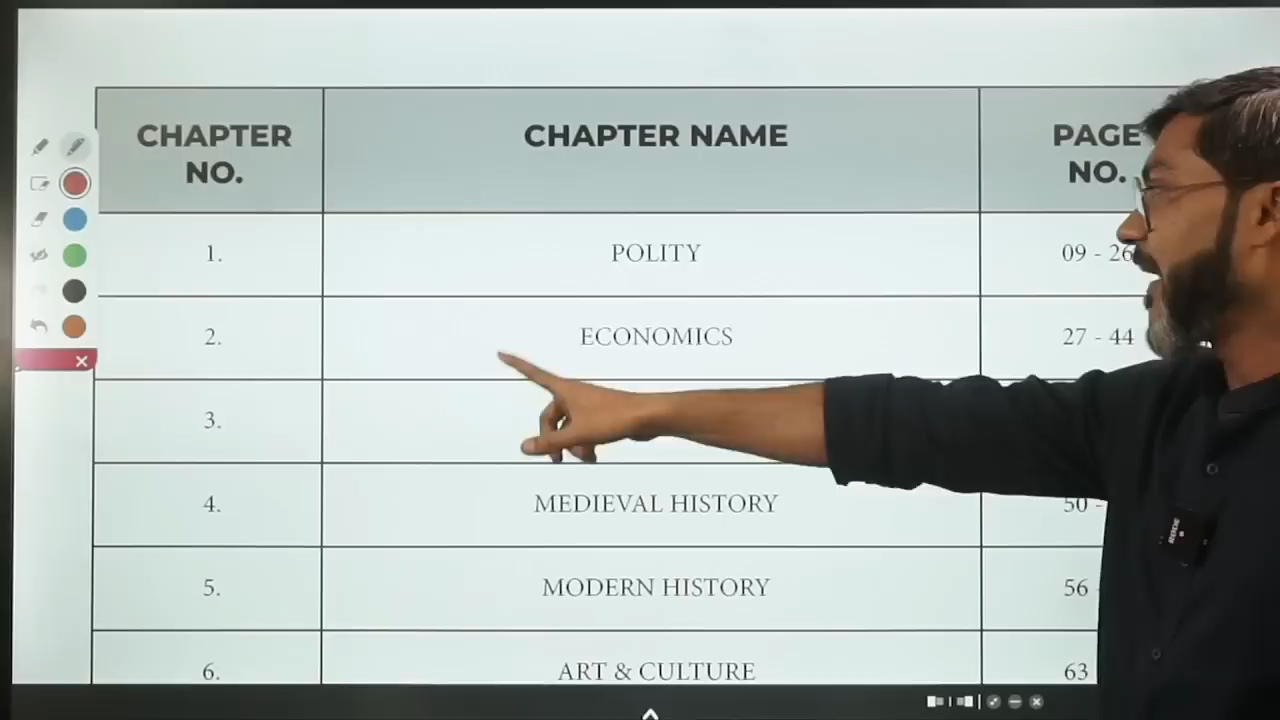 CHAPTER NO. CHAPTER NAME PAGE NO.
1. POLITY 09 - 26
2. ECONOMICS 27 - 44
3.
4. MEDIEVAL HISTORY 50 -
5. MODERN HISTORY 56
6. ART & CULTURE 63
RODE